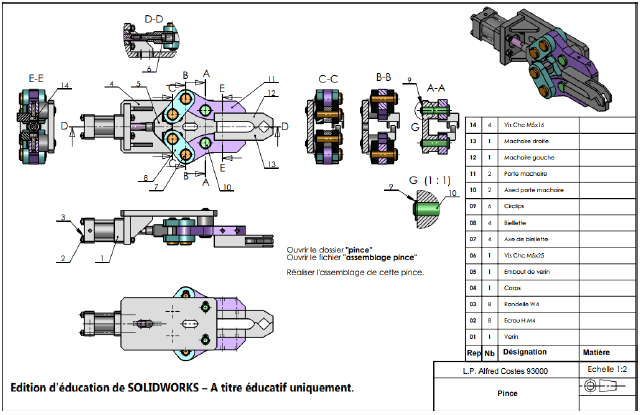 D-D
6
E-E
14
4
5
C
B
A
11
12
D
D
C
B
A
E
E
13
8
7
10
C-C
B-B
A-A
9
G
G (1 : 1)
9
10
3
2
1
Ouvrir le dossier "pince"
Ouvrir le fichier "assemblage pince"
Réaliser l'assemblage de cette pince.
14 4 Vis Chc M5x16
13 1 Machoire droite
12 1 Machoire gauche
11 2 Porte machoire
10 2 Axed porte machoire
09 6 Circlips
08 4 Biellette
07 4 Axe de biellette
06 1 Vis Chc M5x25
05 1 Embout de verin
04 1 Corps
03 8 Rondelle W4
02 8 Ecrou H M4
01 1 Verin
Rep Nb Désignation Matière
L.P. Alfred Costes 93000 Echelle 1:2
Pince
Edition d'éducation de SOLIDWORKS – A titre éducatif uniquement.